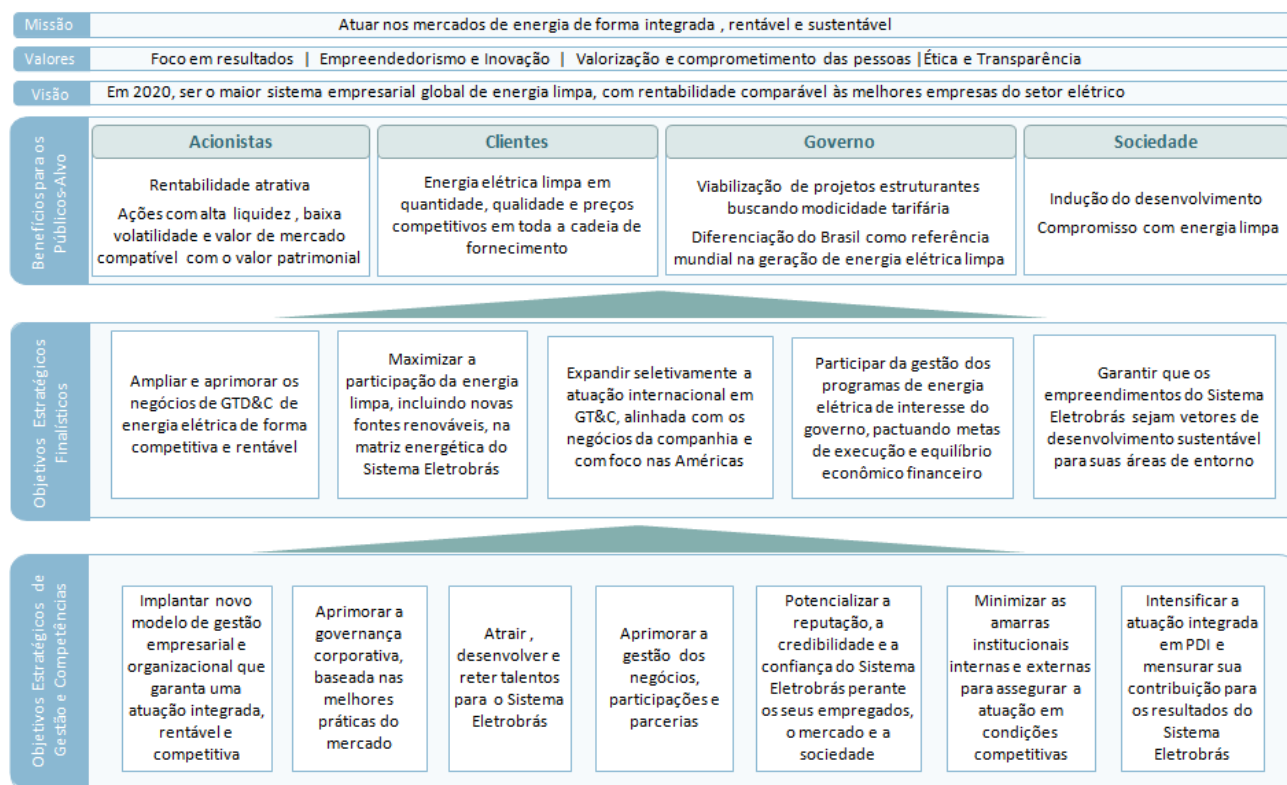 Missão
Atuar nos mercados de energia de forma integrada , rentável e sustentável
Valores
Foco em resultados | Empreendedorismo e Inovação | Valorização e comprometimento das pessoas |Ética e Transparência
Visão
Em 2020, ser o maior sistema empresarial global de energia limpa, com rentabilidade comparável às melhores empresas do setor elétrico
Benefícios para os
Públicos-Alvo
Acionistas
Rentabilidade atrativa
Ações com alta liquidez , baixa
volatilidade e valor de mercado
compatível com o valor patrimonial
Clientes
Energia elétrica limpa em
quantidade, qualidade e preços
competitivos em toda a cadeia de
fornecimento
Governo
Viabilização de projetos estruturantes
buscando modicidade tarifária
Diferenciação do Brasil como referência
mundial na geração de energia elétrica limpa
Sociedade
Indução do desenvolvimento
Compromisso com energia limpa
Objetivos Estratégicos
Finalísticos
Ampliar e aprimorar os
negócios de GTD&C de
energia elétrica de forma
competitiva e rentável
Maximizar a
participação da energia
limpa, incluindo novas
fontes renováveis, na
matriz energética do
Sistema Eletrobrás
Expandir seletivamente a
atuação internacional em
GT&C, alinhada com os
negócios da companhia e
com foco nas Américas
Participar da gestão dos
programas de energia
elétrica de interesse do
governo, pactuando metas
de execução e equilíbrio
econômico financeiro
Garantir que os
empreendimentos do Sistema
Eletrobrás sejam vetores de
desenvolvimento sustentável
para suas áreas de entorno
Objetivos Estratégicos de
Gestão e Competências
Implantar novo
modelo de gestão
empresarial e
organizacional que
garanta uma
atuação integrada,
rentável e
competitiva
Aprimorar a
governança
corporativa,
baseada nas
melhores
práticas do
mercado
Atrair ,
desenvolver e
reter talentos
para o Sistema
Eletrobrás
Aprimorar a
gestão dos
negócios,
participações e
parcerias
Potencializar a
reputação, a
credibilidade e a
confiança do Sistema
Eletrobrás perante
os seus empregados,
o mercado e a
sociedade
Minimizar as
amarras
institucionais
internas e externas
para assegurar a
atuação em
condições
competitivas
Intensificar a
atuação integrada
em PDI e
mensurar sua
contribuição para
os resultados do
Sistema
Eletrobrás